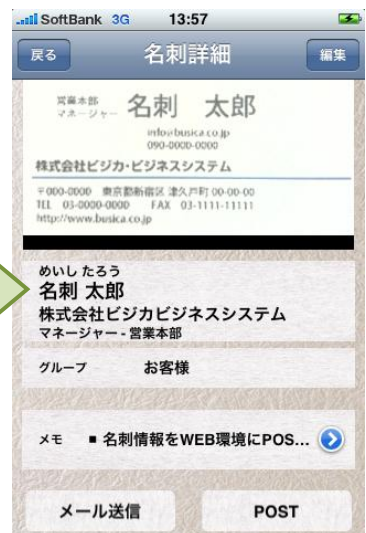 SoftBank 3G 13:57
戻る 名刺詳細 編集
営業本部
マネージャー 名刺 太郎
info@busica.co.jp
090-0000-0000
株式会社ビジカ・ビジネスシステム
〒000-0000 東京都新宿区 津久戸町 00-00-00
TEL 03-0000-0000 FAX 03-1111-11111
http://www.busica.co.jp
めいし たろう
名刺 太郎
株式会社ビジカビジネスシステム
マネージャー - 営業本部
グループ お客様
メモ ■ 名刺情報をWEB環境にPOS...
メール送信 POST